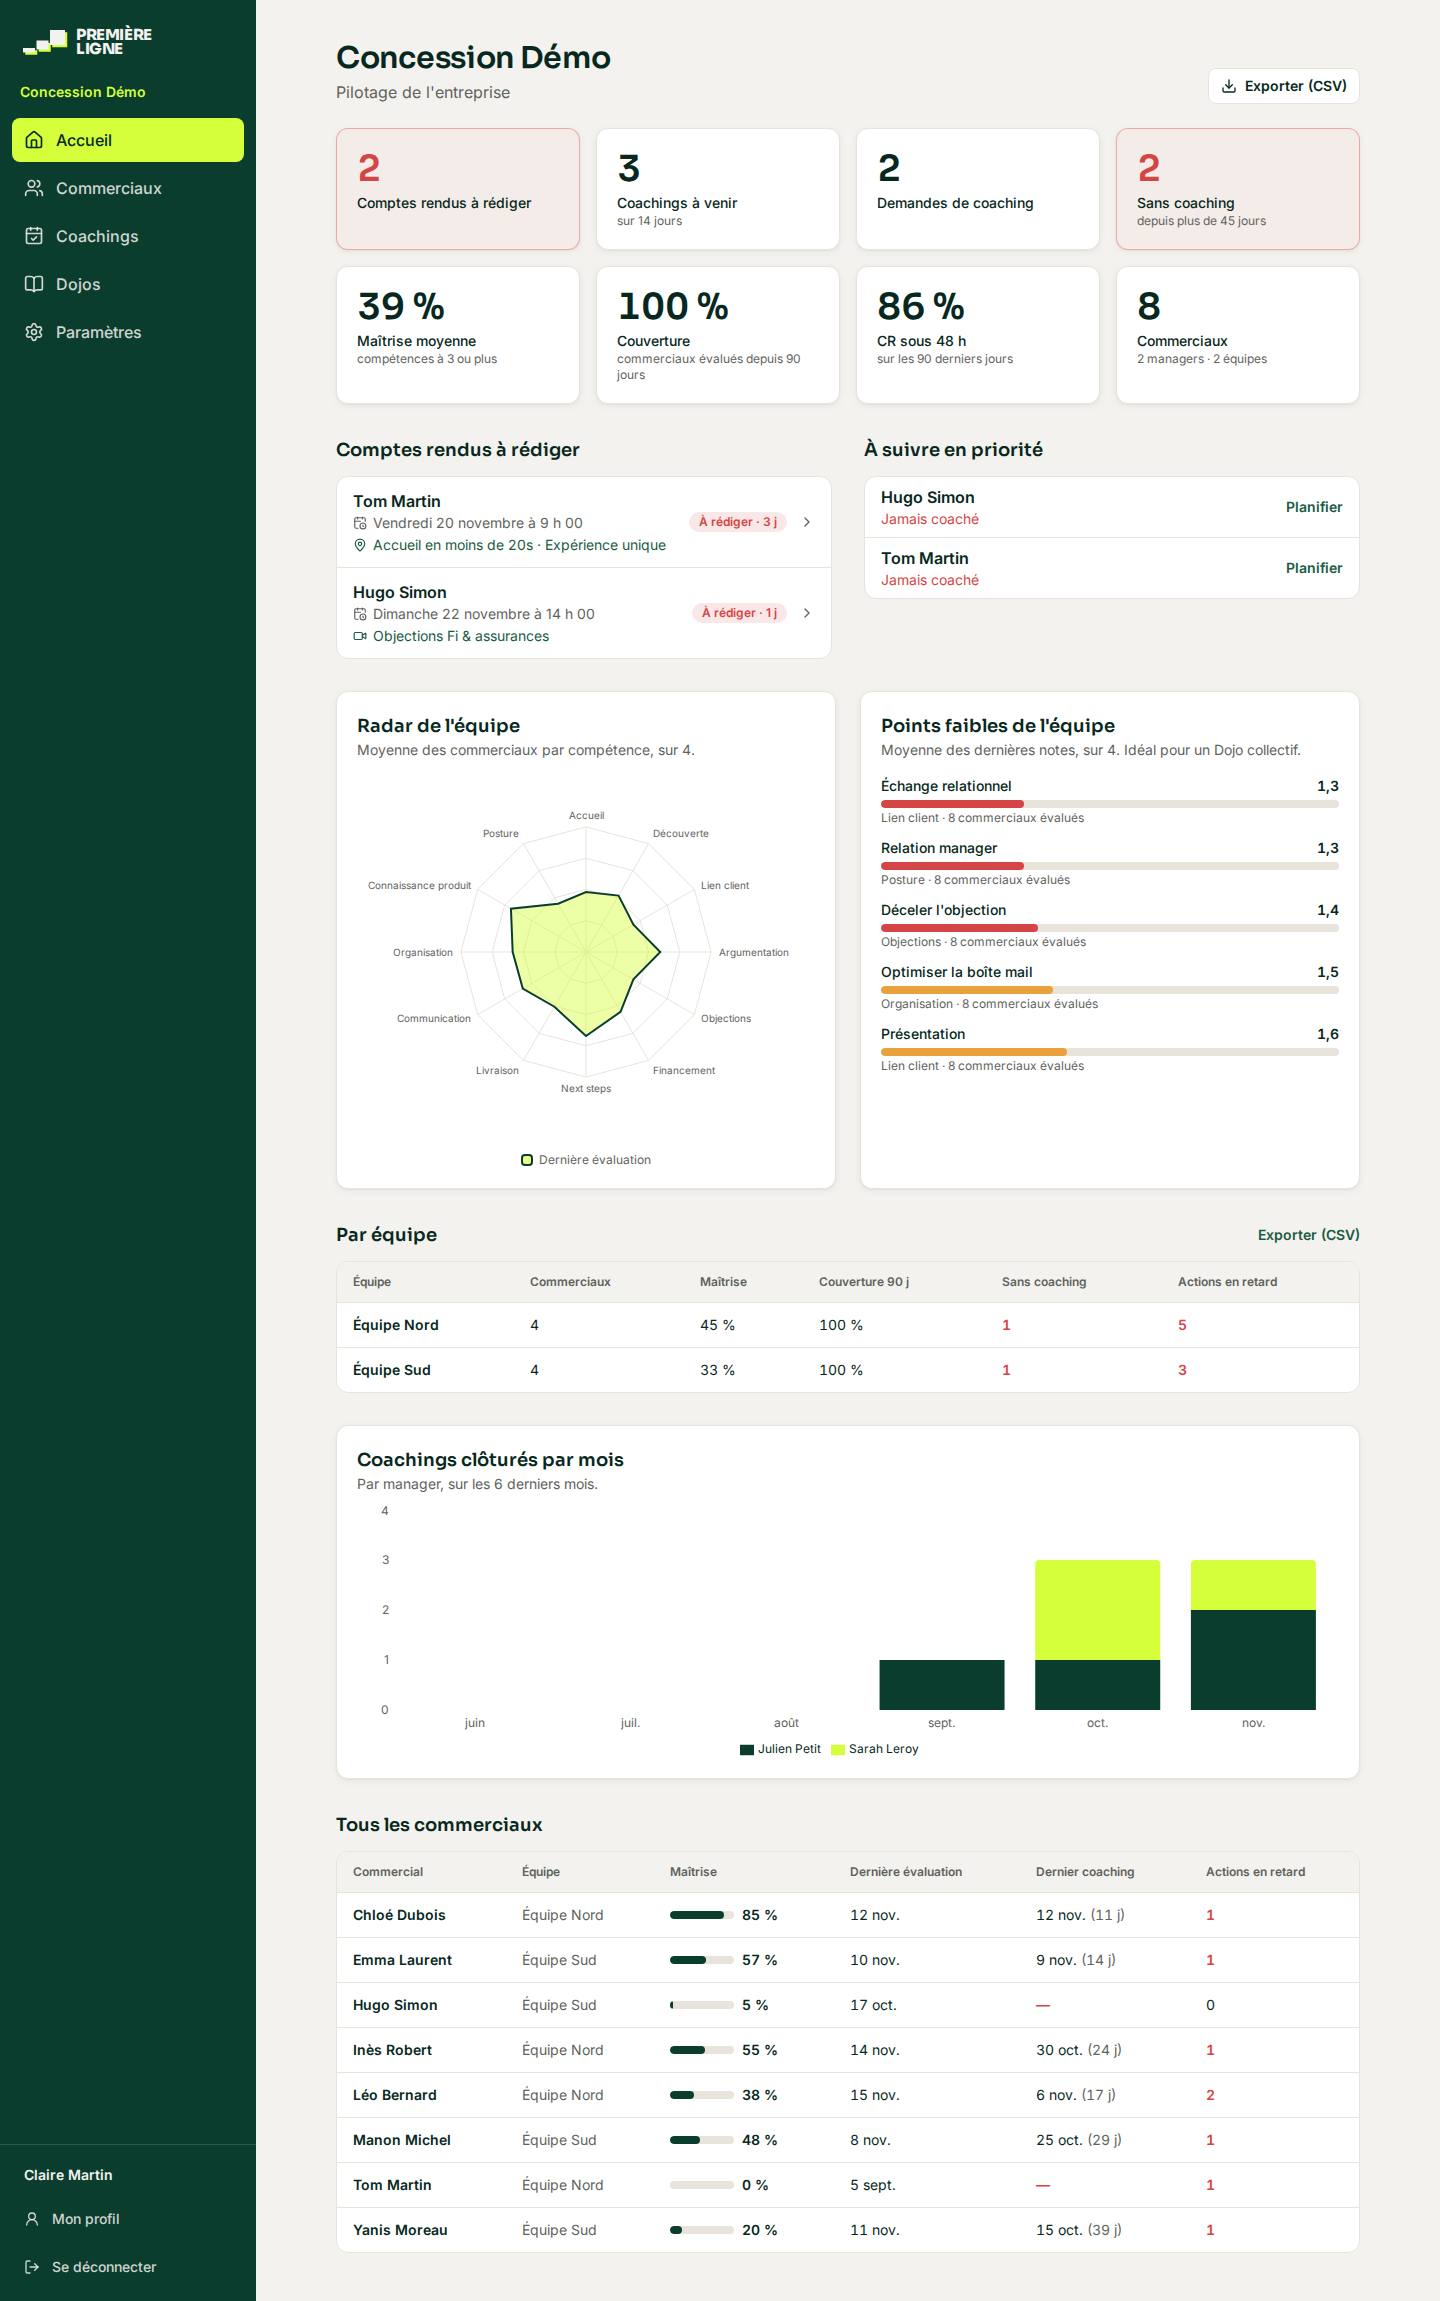 PREMIÈRE
LIGNE
Concession Démo
Accueil
Commerciaux
Coachings
Dojos
Paramètres
Claire Martin
Mon profil
Se déconnecter
Concession Démo
Pilotage de l'entreprise
Exporter (CSV)
2
Comptes rendus à rédiger
3
Coachings à venir
sur 14 jours
2
Demandes de coaching
2
Sans coaching
depuis plus de 45 jours
39 %
Maîtrise moyenne
compétences à 3 ou plus
100 %
Couverture
commerciaux évalués depuis 90
jours
86 %
CR sous 48 h
sur les 90 derniers jours
8
Commerciaux
2 managers · 2 équipes
Comptes rendus à rédiger
Tom Martin
Vendredi 20 novembre à 9 h 00
Accueil en moins de 20s · Expérience unique
À rédiger · 3 j
Hugo Simon
Dimanche 22 novembre à 14 h 00
Objections Fi & assurances
À rédiger · 1 j
À suivre en priorité
Hugo Simon
Jamais coaché
Planifier
Tom Martin
Jamais coaché
Planifier
Radar de l'équipe
Moyenne des commerciaux par compétence, sur 4.
Accueil
Découverte
Lien client
Argumentation
Objections
Financement
Next steps
Livraison
Communication
Organisation
Connaissance produit
Posture
Dernière évaluation
Points faibles de l'équipe
Moyenne des dernières notes, sur 4. Idéal pour un Dojo collectif.
Échange relationnel 1,3
Lien client · 8 commerciaux évalués
Relation manager 1,3
Posture · 8 commerciaux évalués
Déceler l'objection 1,4
Objections · 8 commerciaux évalués
Optimiser la boîte mail 1,5
Organisation · 8 commerciaux évalués
Présentation 1,6
Lien client · 8 commerciaux évalués
Par équipe
Exporter (CSV)
Équipe Commerciaux Maîtrise Couverture 90 j Sans coaching Actions en retard
Équipe Nord 4 45 % 100 % 1 5
Équipe Sud 4 33 % 100 % 1 3
Coachings clôturés par mois
Par manager, sur les 6 derniers mois.
4
3
2
1
0
juin juil. août sept. oct. nov.
Julien Petit Sarah Leroy
Tous les commerciaux
Commercial Équipe Maîtrise Dernière évaluation Dernier coaching Actions en retard
Chloé Dubois Équipe Nord 85 % 12 nov. 12 nov. (11 j) 1
Emma Laurent Équipe Sud 57 % 10 nov. 9 nov. (14 j) 1
Hugo Simon Équipe Sud 5 % 17 oct. — 0
Inès Robert Équipe Nord 55 % 14 nov. 30 oct. (24 j) 1
Léo Bernard Équipe Nord 38 % 15 nov. 6 nov. (17 j) 2
Manon Michel Équipe Sud 48 % 8 nov. 25 oct. (29 j) 1
Tom Martin Équipe Nord 0 % 5 sept. — 1
Yanis Moreau Équipe Sud 20 % 11 nov. 15 oct. (39 j) 1